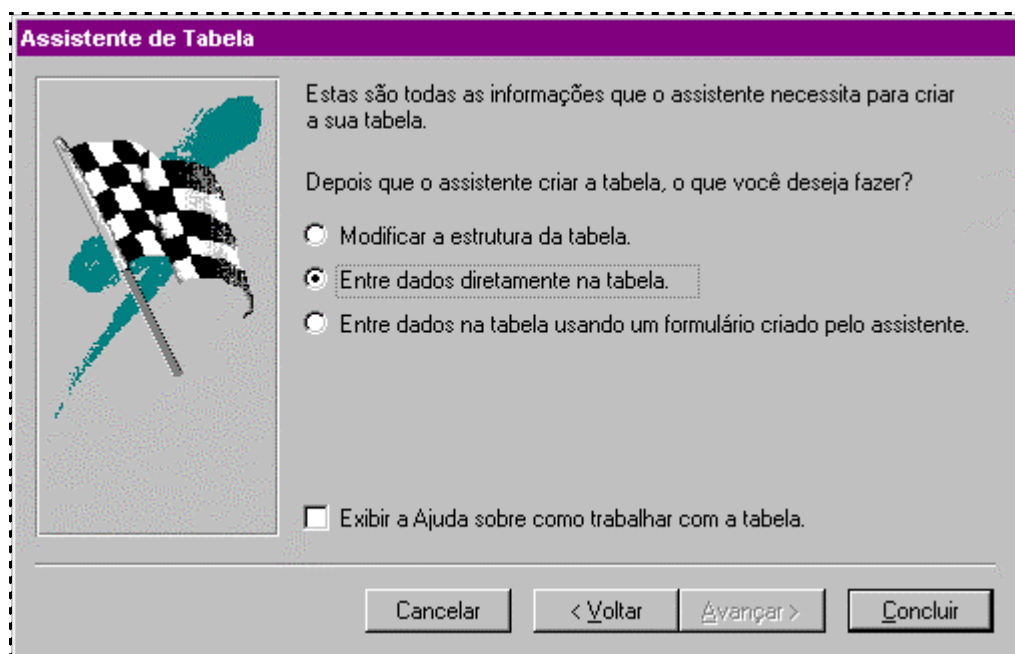 Assistente de Tabela
Estas são todas as informações que o assistente necessita para criar
a sua tabela.
Depois que o assistente criar a tabela, o que você deseja fazer?
Modificar a estrutura da tabela.
Entre dados diretamente na tabela.
Entre dados na tabela usando um formulário criado pelo assistente.
Exibir a Ajuda sobre como trabalhar com a tabela.
Cancelar < Voltar Avançar > Concluir